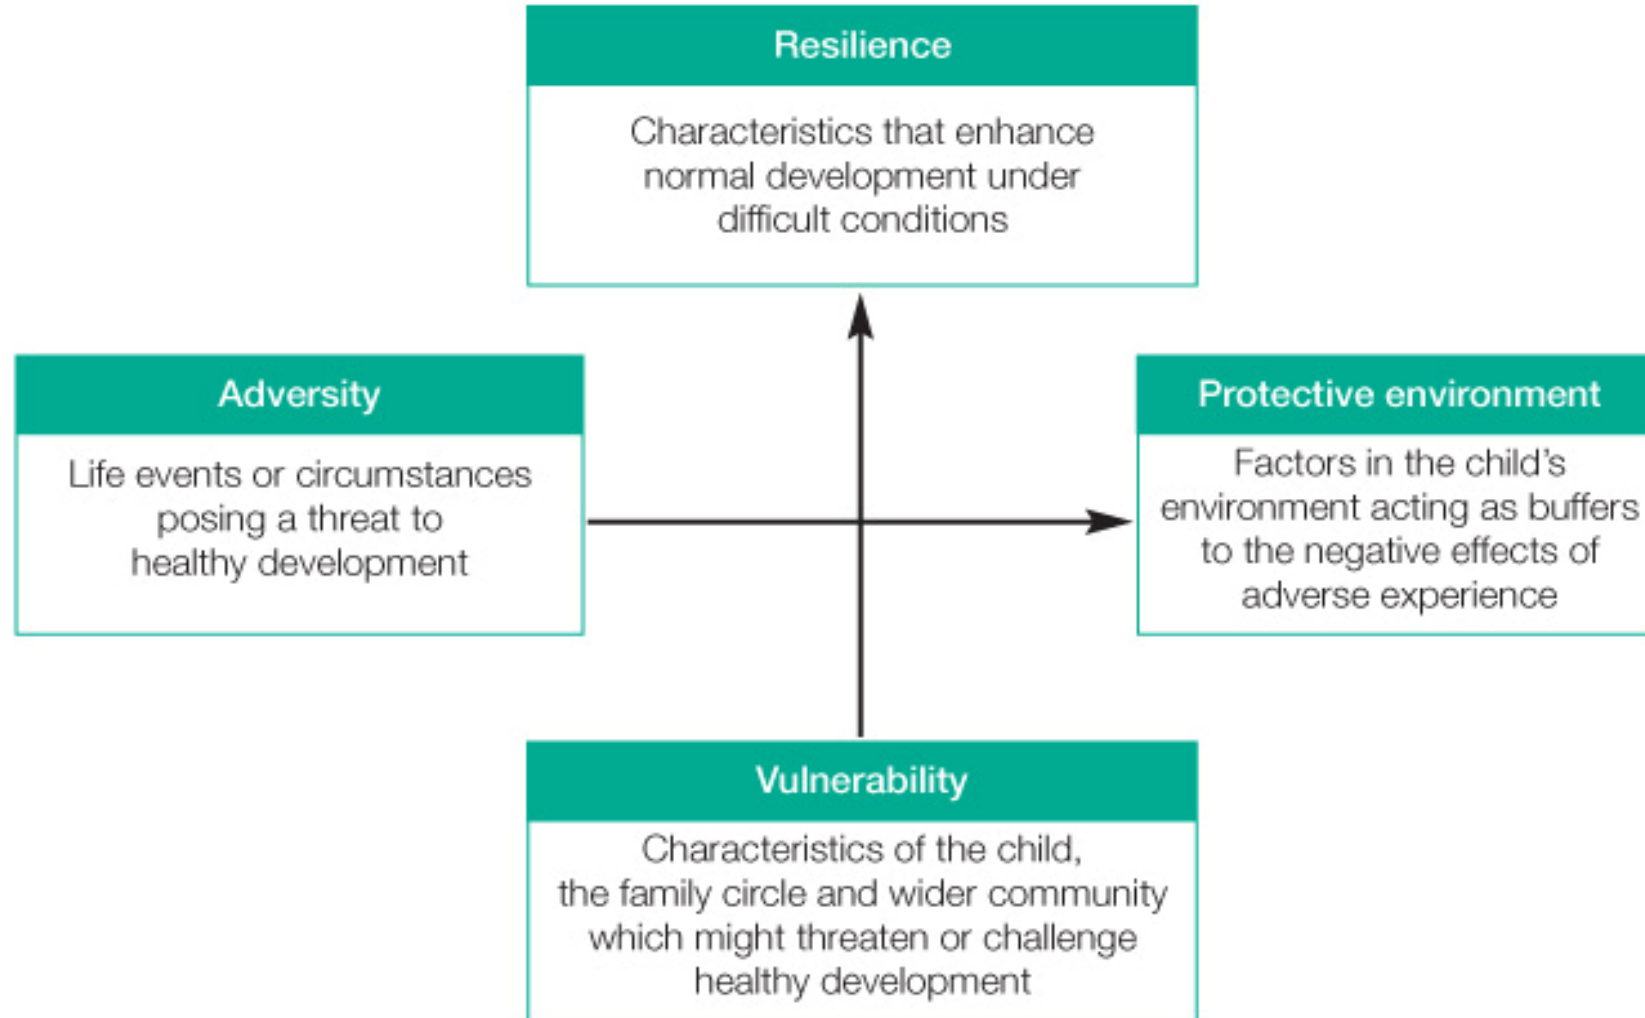 Resilience
Characteristics that enhance
normal development under
difficult conditions
Adversity
Life events or circumstances
posing a threat to
healthy development
Protective environment
Factors in the child’s
environment acting as buffers
to the negative effects of
adverse experience
Vulnerability
Characteristics of the child,
the family circle and wider community
which might threaten or challenge
healthy development